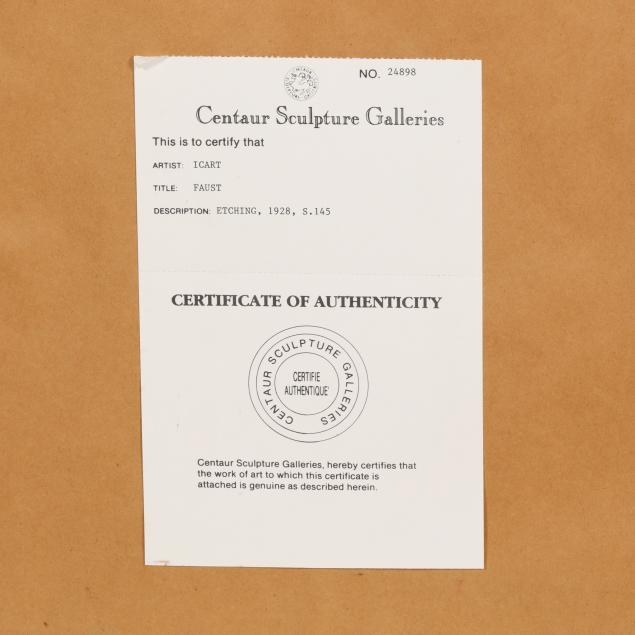 NO. 24898
Centaur Sculpture Galleries
This is to certify that
ARTIST: ICART
TITLE: FAUST
DESCRIPTION: ETCHING, 1928, S.145
CERTIFICATE OF AUTHENTICITY
CENTAUR SCULPTURE GALLERIES
CERTIFIE
AUTHENTIQUE'
Centaur Sculpture Galleries, hereby certifies that
the work of art to which this certificate is
attached is genuine as described herein.